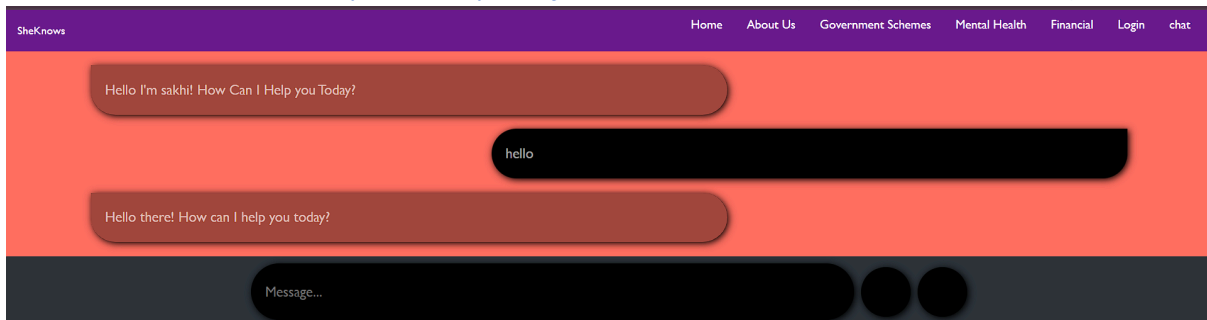 SheKnows
Home About Us Government Schemes Mental Health Financial Login chat
Hello I'm sakhi! How Can I Help you Today?
hello
Hello there! How can I help you today?
Message...